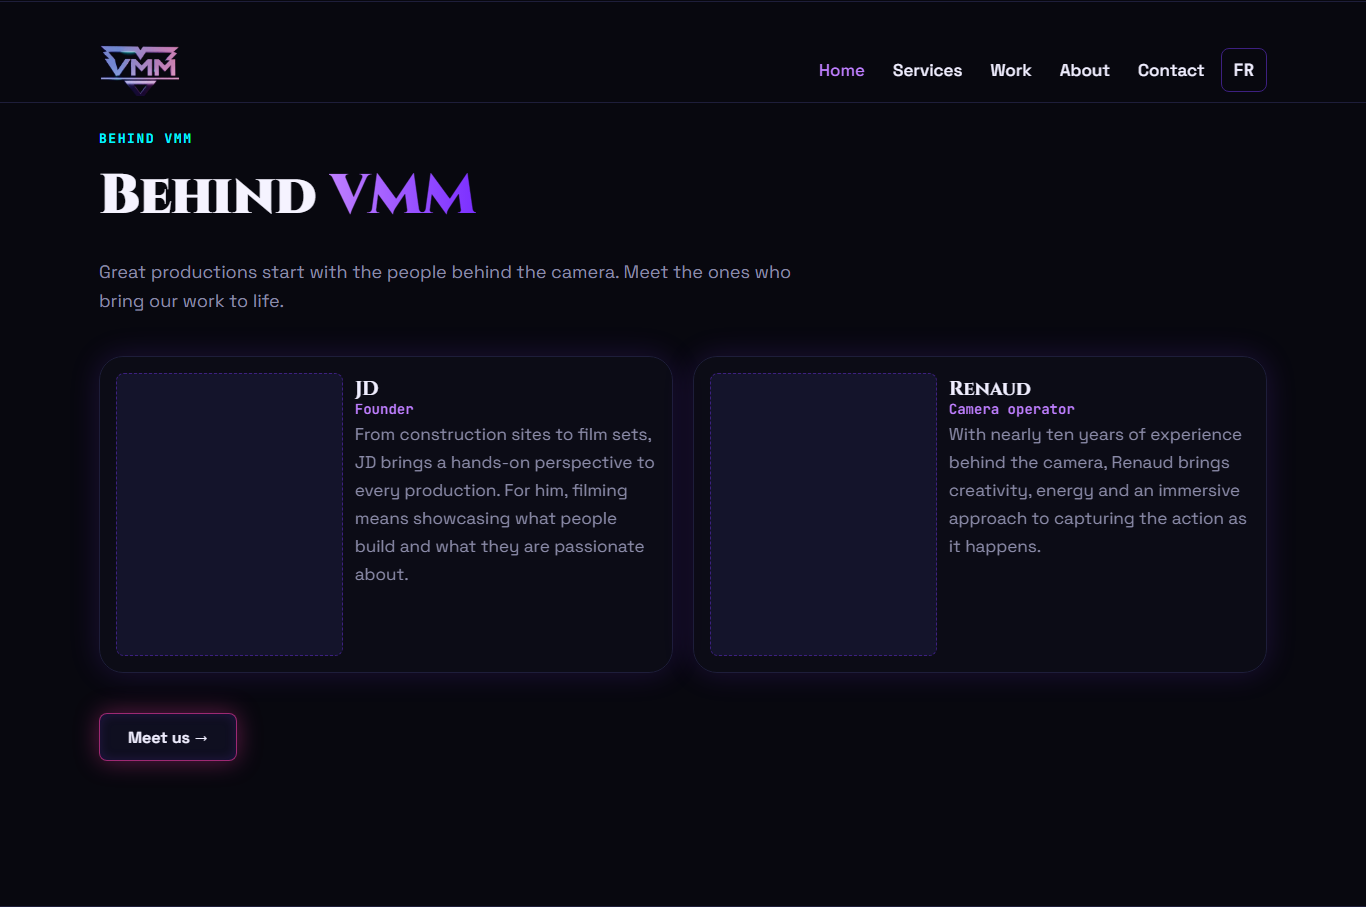 VMM
Home Services Work About Contact FR
BEHIND VMM
Behind VMM
Great productions start with the people behind the camera. Meet the ones who
bring our work to life.
JD
Founder
From construction sites to film sets,
JD brings a hands-on perspective to
every production. For him, filming
means showcasing what people
build and what they are passionate
about.
Renaud
Camera operator
With nearly ten years of experience
behind the camera, Renaud brings
creativity, energy and an immersive
approach to capturing the action as
it happens.
Meet us →